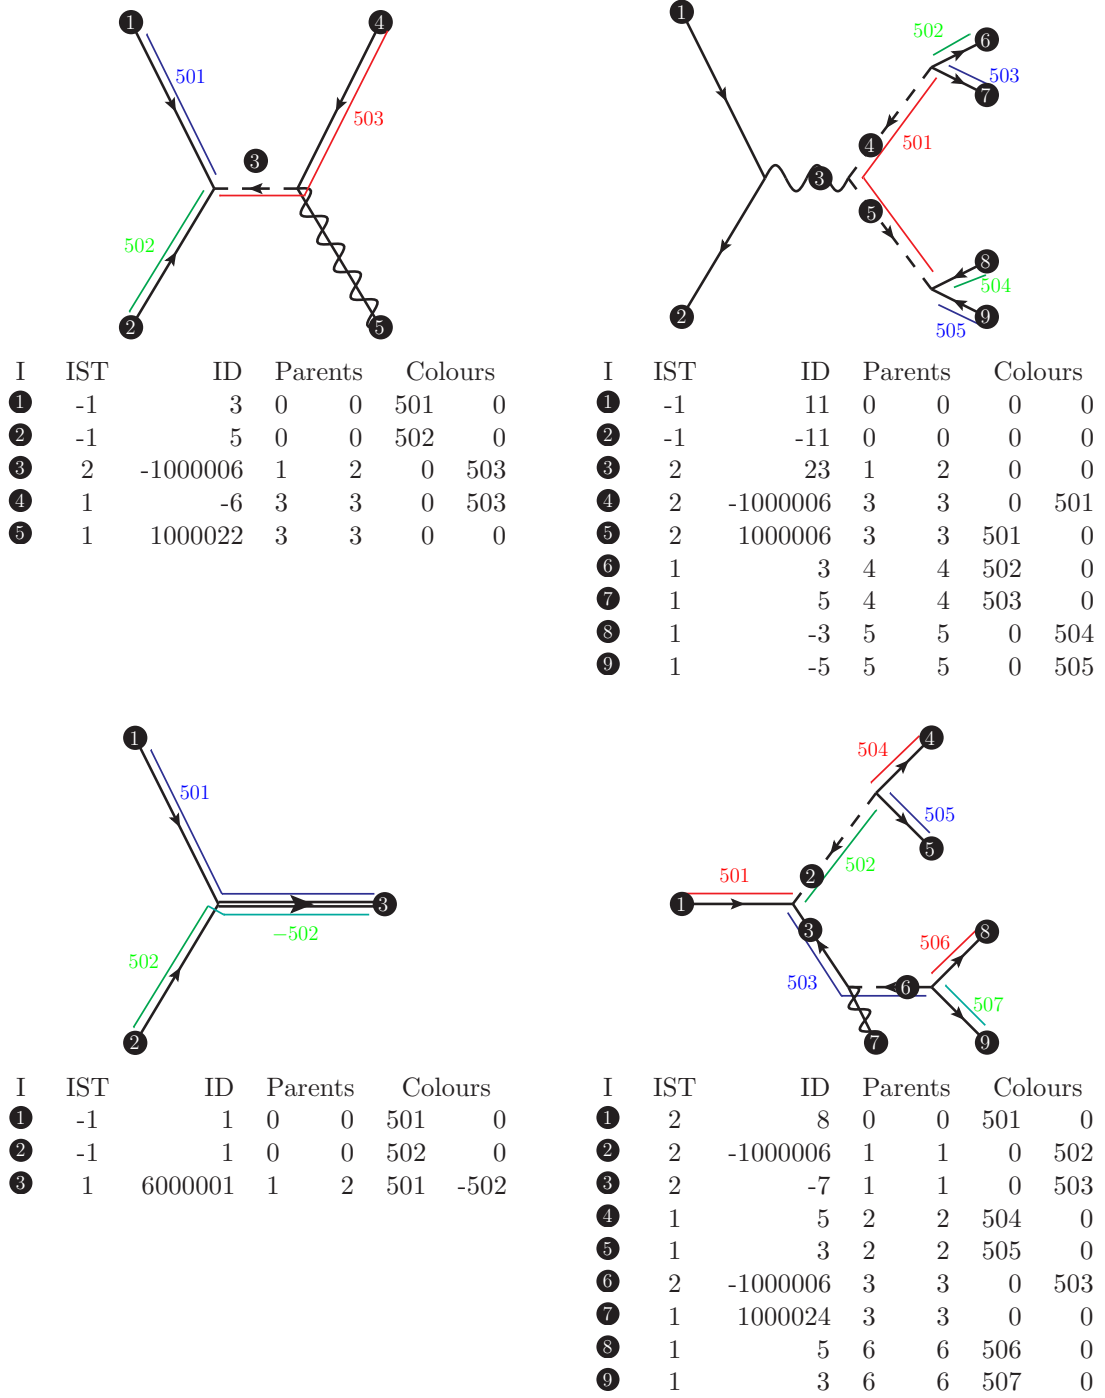 1 4
501
503
3
502
2 5
I IST ID Parents Colours
1 -1 3 0 0 501 0
2 -1 5 0 0 502 0
3 2 -1000006 1 2 0 503
4 1 -6 3 3 0 503
5 1 1000022 3 3 0 0
1
502
6
503
7
4
501
3
5
8
504
2
9
505
I IST ID Parents Colours
1 -1 11 0 0 0 0
2 -1 -11 0 0 0 0
3 2 23 1 2 0 0
4 2 -1000006 3 3 0 501
5 2 1000006 3 3 501 0
6 1 3 4 4 502 0
7 1 5 4 4 503 0
8 1 -3 5 5 0 504
9 1 -5 5 5 0 505
1
501
3
−502
502
2
I IST ID Parents Colours
1 -1 1 0 0 501 0
2 -1 1 0 0 502 0
3 1 6000001 1 2 501 -502
4
504
505
5
502
2
501
1
3
8
506
503
6
507
7 9
I IST ID Parents Colours
1 2 8 0 0 501 0
2 2 -1000006 1 1 0 502
3 2 -7 1 1 0 503
4 1 5 2 2 504 0
5 1 3 2 2 505 0
6 2 -1000006 3 3 0 503
7 1 1000024 3 3 0 0
8 1 5 6 6 506 0
9 1 3 6 6 507 0